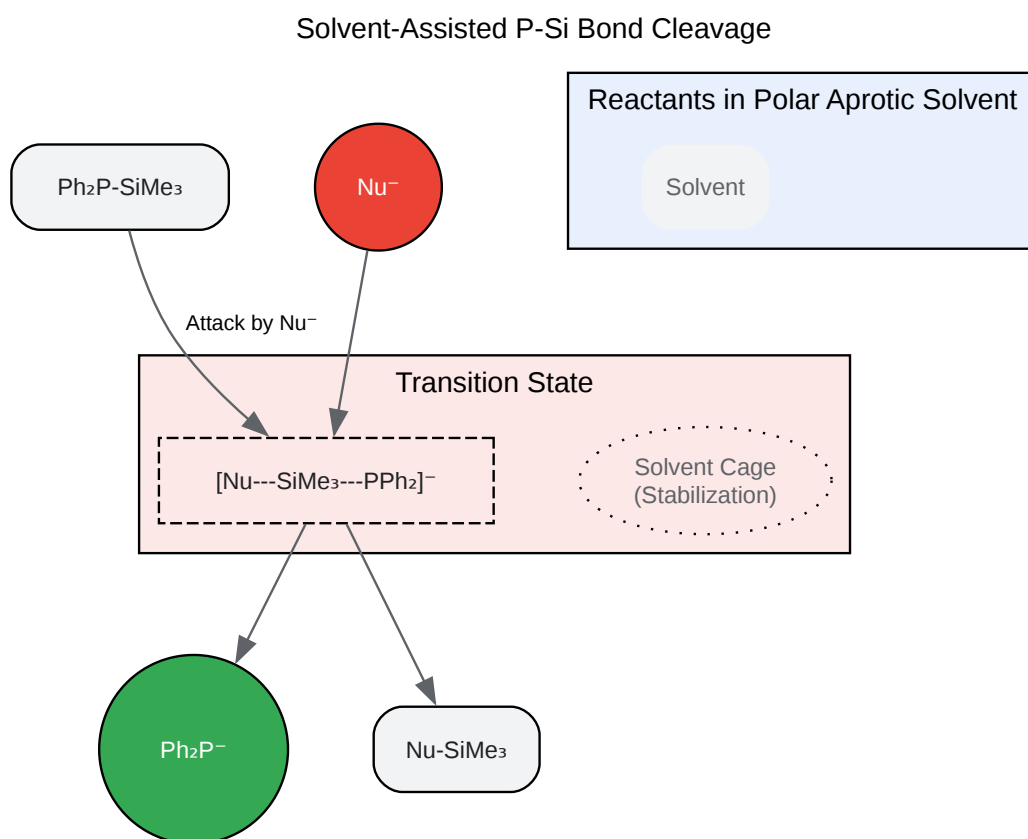 Solvent-Assisted P-Si Bond Cleavage
Reactants in Polar Aprotic Solvent
Ph₂P-SiMe₃
Nu⁻
Solvent
Attack by Nu⁻
Transition State
[Nu---SiMe₃---PPh₂]⁻
Solvent Cage
(Stabilization)
Ph₂P⁻
Nu-SiMe₃